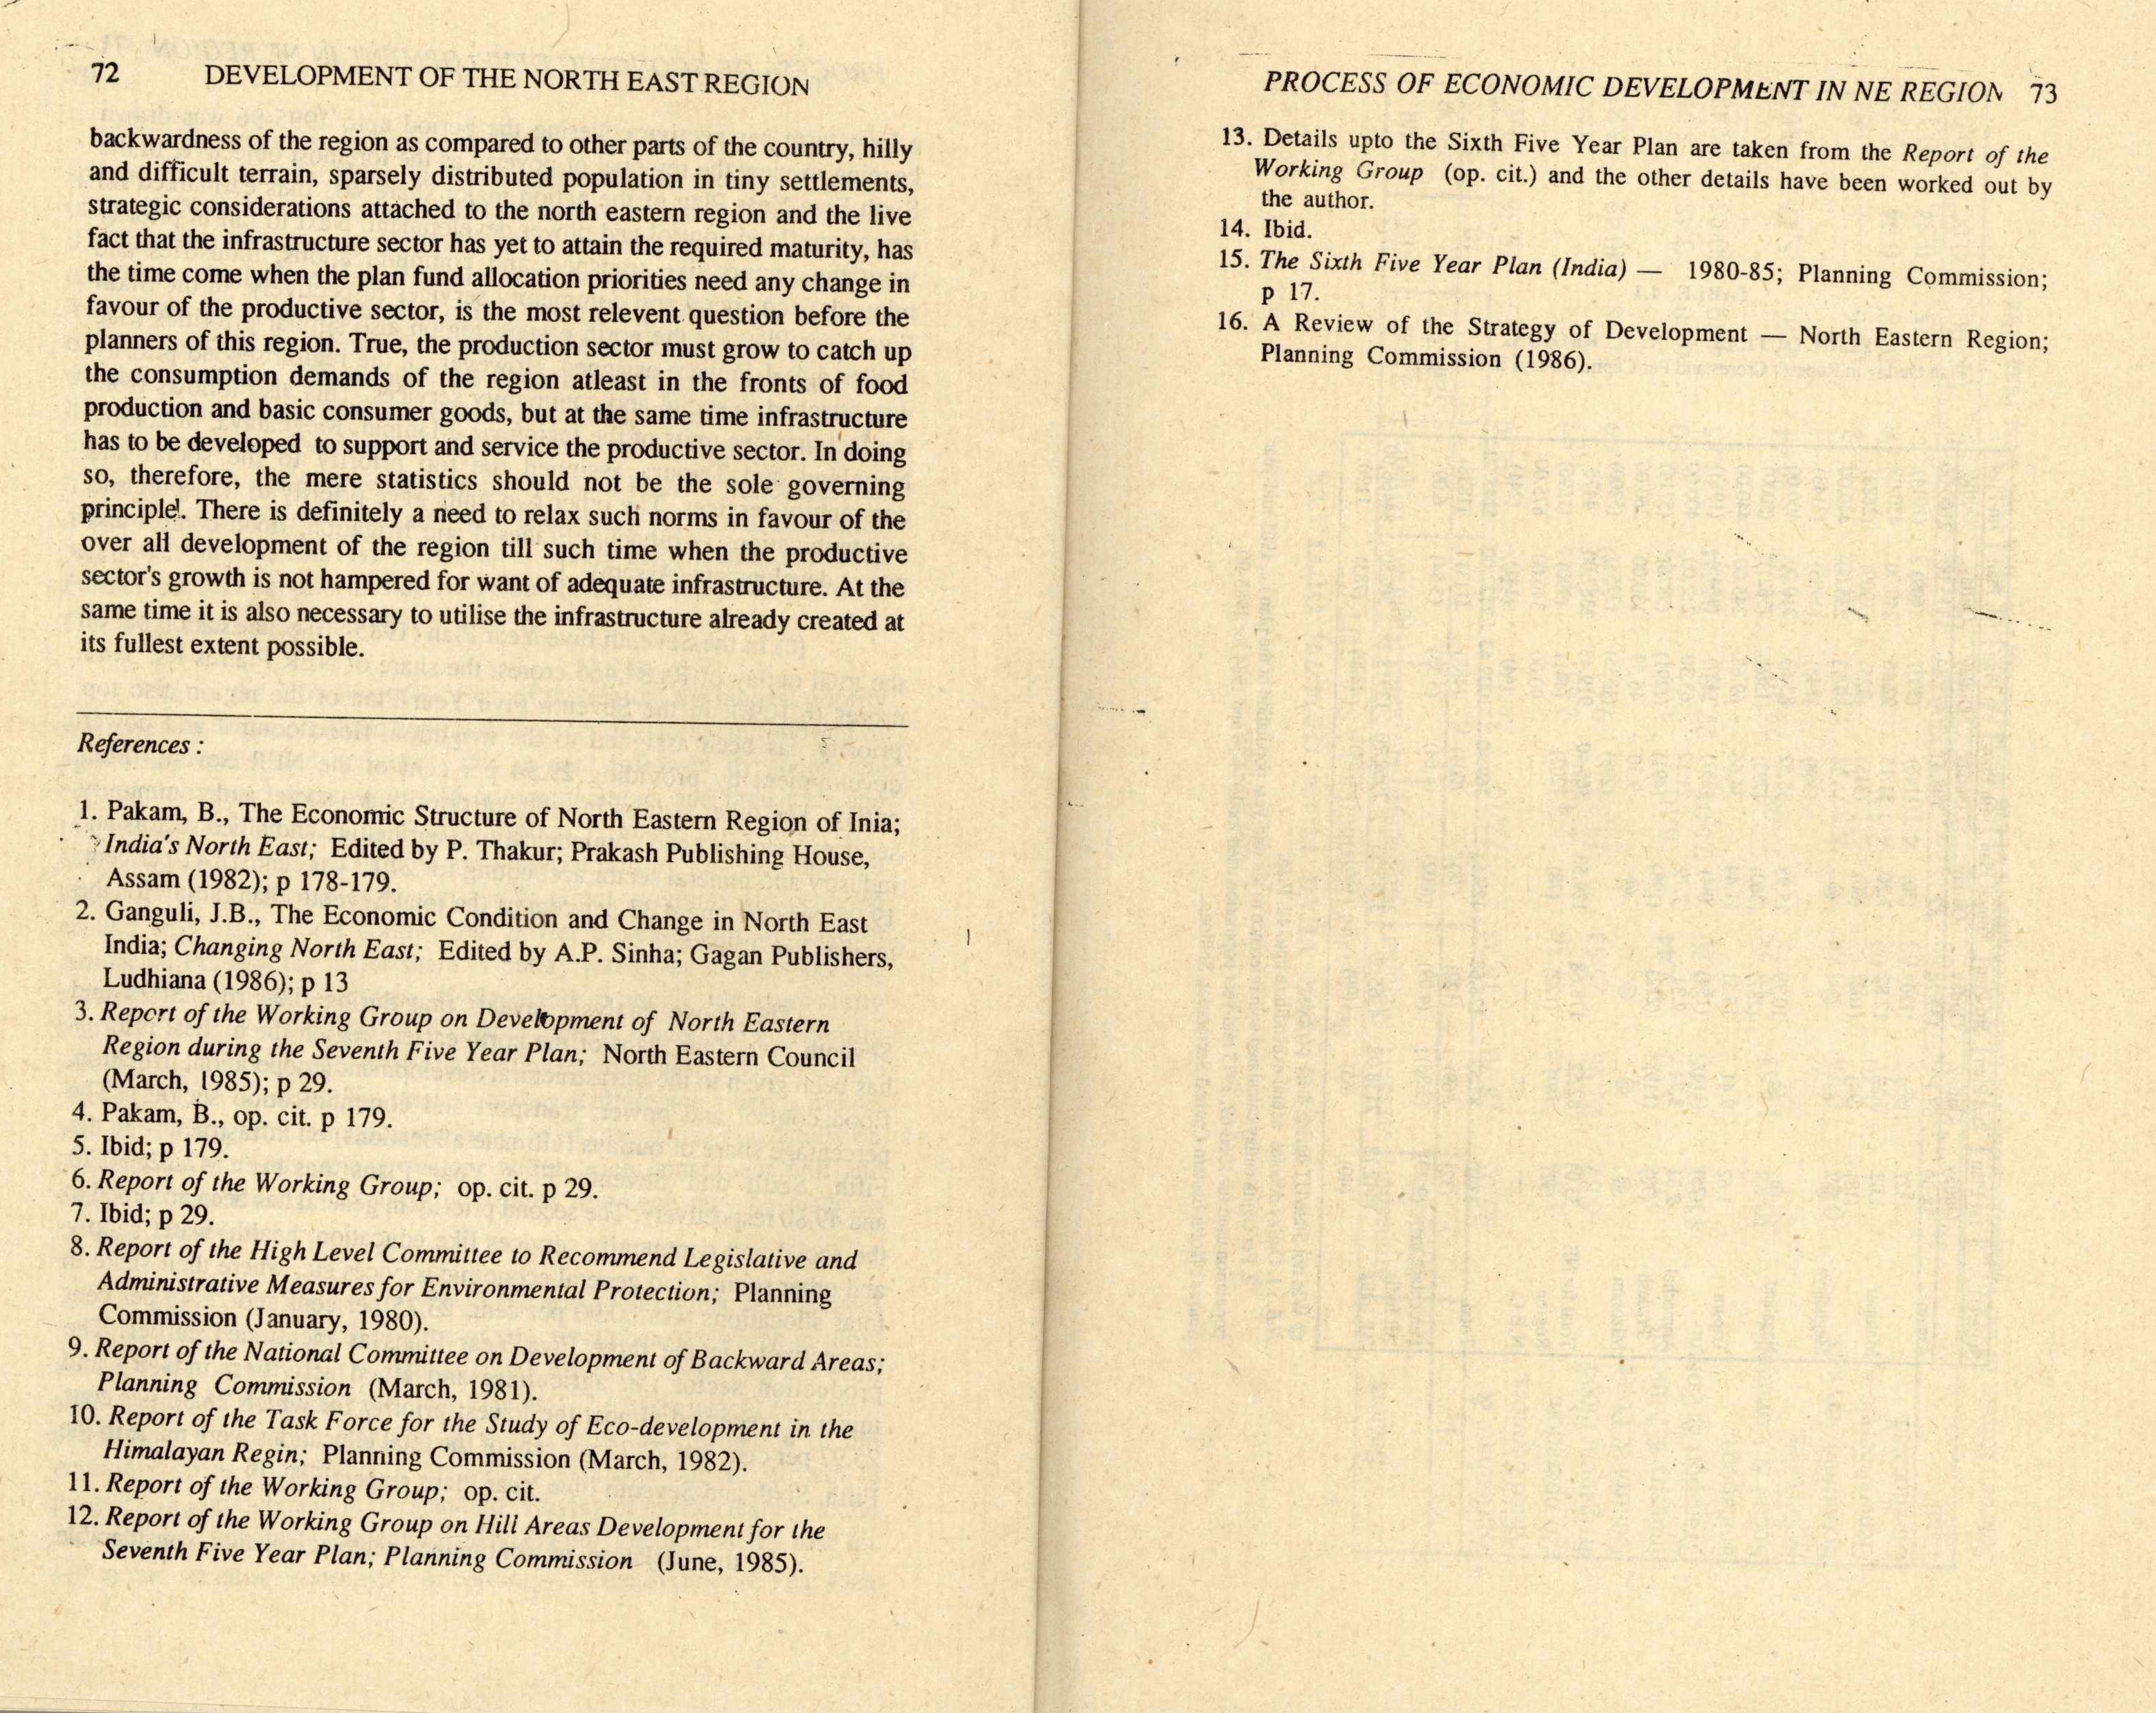 72 DEVELOPMENT OF THE NORTH EAST REGION
backwardness of the region as compared to other parts of the country, hilly
and difficult terrain, sparsely distributed population in tiny settlements,
strategic considerations attached to the north eastern region and the live
fact that the infrastructure sector has yet to attain the required maturity, has
the time come when the plan fund allocation priorities need any change in
favour of the productive sector, is the most relevent question before the
planners of this region. True, the production sector must grow to catch up
the consumption demands of the region atleast in the fronts of food
production and basic consumer goods, but at the same time infrastructure
has to be developed to support and service the productive sector. In doing
so, therefore, the mere statistics should not be the sole governing
principle. There is definitely a need to relax such norms in favour of the
over all development of the region till such time when the productive
sector's growth is not hampered for want of adequate infrastructure. At the
same time it is also necessary to utilise the infrastructure already created at
its fullest extent possible.
References :
1. Pakam, B., The Economic Structure of North Eastern Region of Inia;
India's North East; Edited by P. Thakur; Prakash Publishing House,
Assam (1982); p 178-179.
2. Ganguli, J.B., The Economic Condition and Change in North East
India; Changing North East; Edited by A.P. Sinha; Gagan Publishers,
Ludhiana (1986); p 13
3. Report of the Working Group on Development of North Eastern
Region during the Seventh Five Year Plan; North Eastern Council
(March, 1985); p 29.
4. Pakam, B., op. cit. p 179.
5. Ibid; p 179.
6. Report of the Working Group; op. cit. p 29.
7. Ibid; p 29.
8. Report of the High Level Committee to Recommend Legislative and
Administrative Measures for Environmental Protection; Planning
Commission (January, 1980).
9. Report of the National Committee on Development of Backward Areas;
Planning Commission (March, 1981).
10. Report of the Task Force for the Study of Eco-development in the
Himalayan Regin; Planning Commission (March, 1982).
11. Report of the Working Group; op. cit.
12. Report of the Working Group on Hill Areas Development for the
Seventh Five Year Plan; Planning Commission (June, 1985).
PROCESS OF ECONOMIC DEVELOPMENT IN NE REGION 73
13. Details upto the Sixth Five Year Plan are taken from the Report of the
Working Group (op. cit.) and the other details have been worked out by
the author.
14. Ibid.
15. The Sixth Five Year Plan (India) — 1980-85; Planning Commission;
p 17.
16. A Review of the Strategy of Development — North Eastern Region;
Planning Commission (1986).